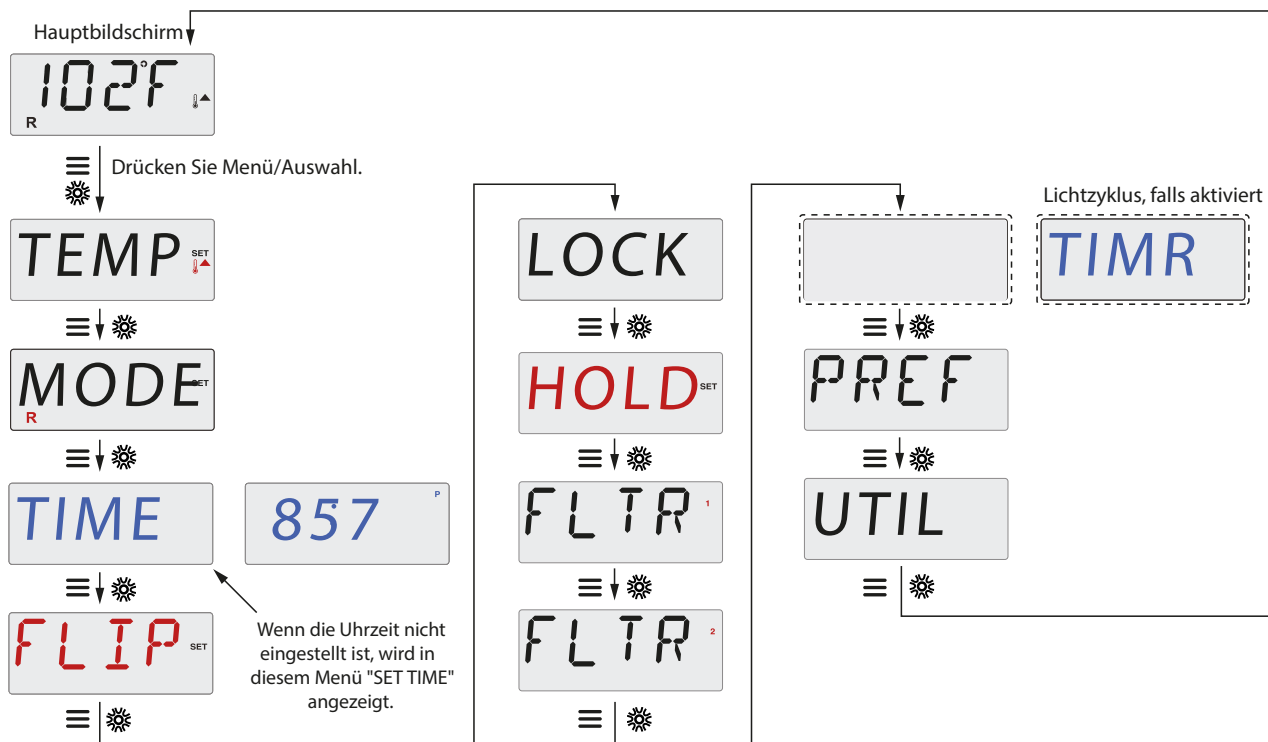 Hauptbildschirm
102°F
R
Drücken Sie Menü/Auswahl.
TEMP SET
MODE SET
R
TIME
857 P
Wenn die Uhrzeit nicht
eingestellt ist, wird in
diesem Menü "SET TIME"
angezeigt.
FLIP SET
LOCK
HOLD SET
FLTR 1
FLTR 2
Lichtzyklus, falls aktiviert
TIMR
PREF
UTIL